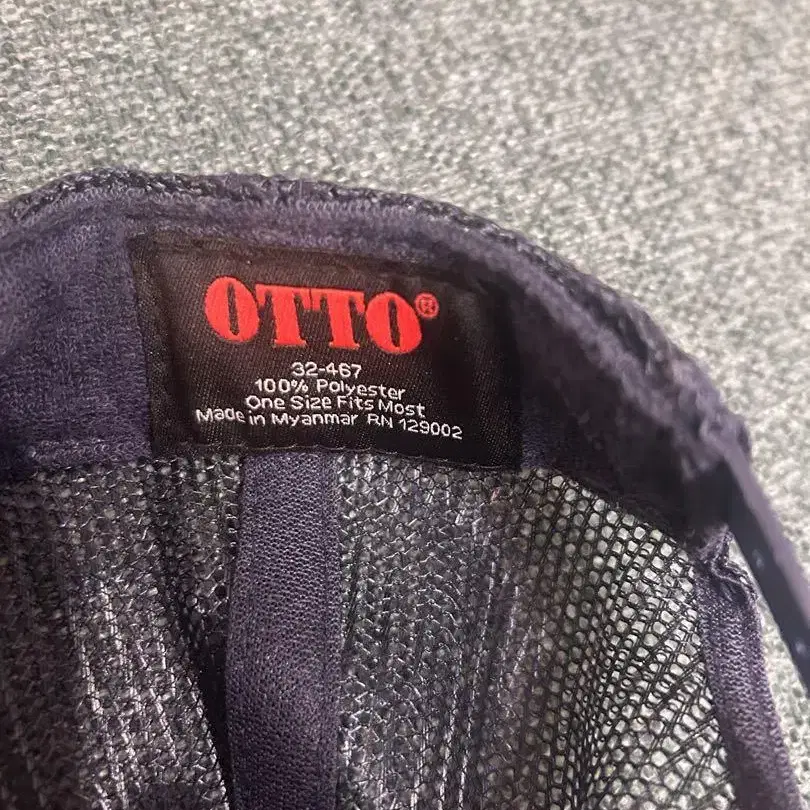 OTTO®
32-467
100% Polyester
One Size Fits Most
Made in Myanmar RN 129002